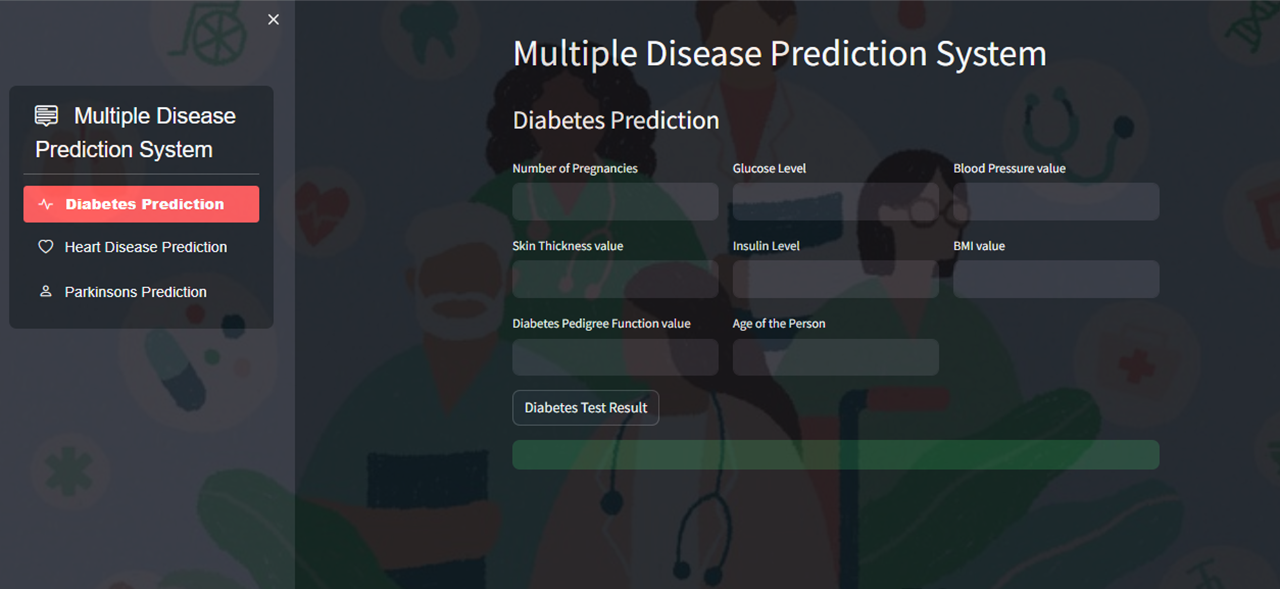 Multiple Disease
Prediction System
Diabetes Prediction
Heart Disease Prediction
Parkinsons Prediction
Multiple Disease Prediction System
Diabetes Prediction
Number of Pregnancies
Glucose Level
Blood Pressure value
Skin Thickness value
Insulin Level
BMI value
Diabetes Pedigree Function value
Age of the Person
Diabetes Test Result